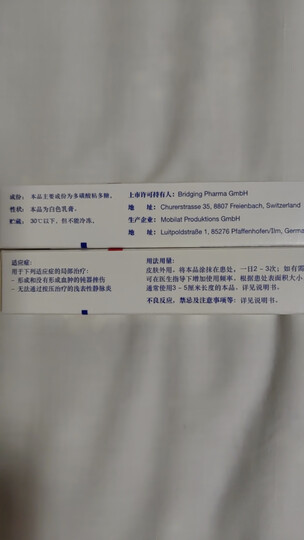 成份: 本品主要成份为多磺酸粘多糖。
性状: 本品为白色乳膏。
贮藏: 30℃以下, 但不能冷冻。
上市许可持有人: Bridging Pharma GmbH
地 址: Churerstrasse 35, 8807 Freienbach, Switzerland
生产企业: Mobilat Produktions GmbH
地 址: Luitpoldstraße 1, 85276 Pfaffenhofen/Ilm, Germa
适应症:
用于下列适应症的局部治疗:
- 形成和没有形成血肿的钝器挫伤
- 无法通过按压治疗的浅表性静脉炎
用法用量:
皮肤外用。将本品涂抹在患处, 一日2－3次; 如有需
可在医生指导下增加使用频率。根据患处表面积大小
通常使用3－5厘米长度的本品。详见说明书。
不良反应、禁忌及注意事项等: 详见说明书。